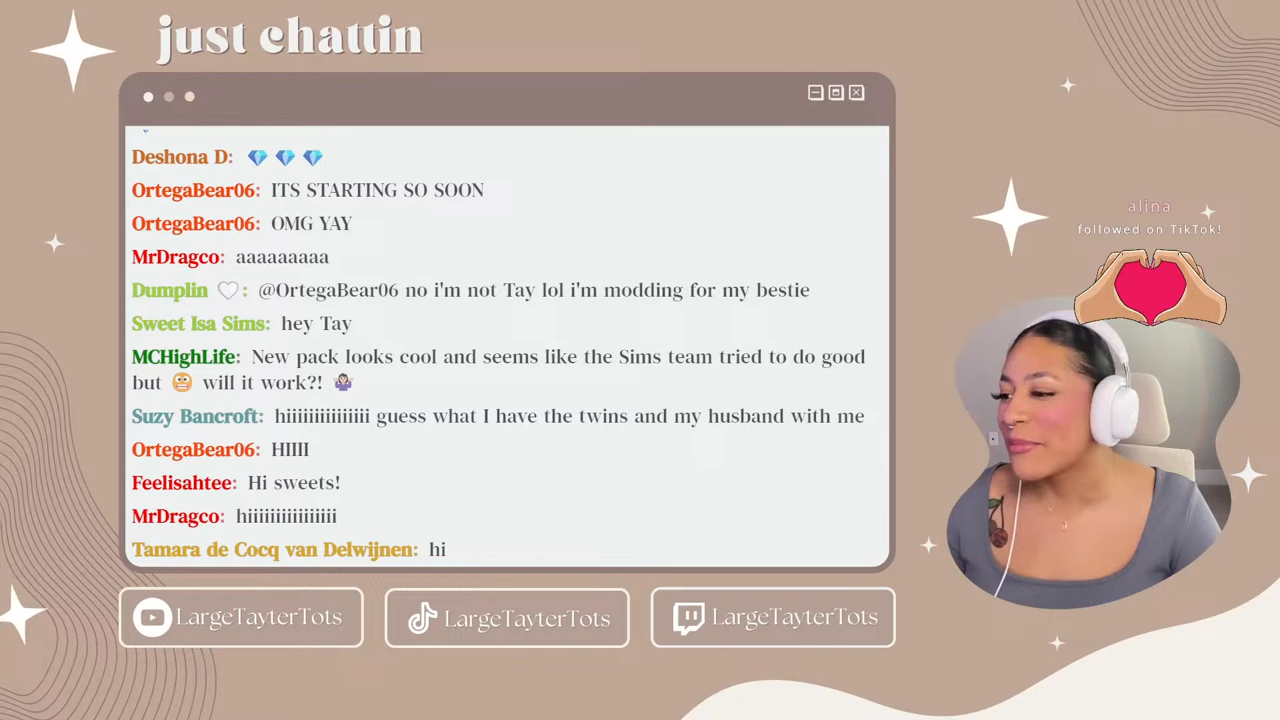 just chattin
Deshona D: 💎 💎 💎
OrtegaBear06: ITS STARTING SO SOON
OrtegaBear06: OMG YAY
MrDragco: aaaaaaaaa
Dumplin 🤍: @OrtegaBear06 no i'm not Tay lol i'm modding for my bestie
Sweet Isa Sims: hey Tay
MCHighLife: New pack looks cool and seems like the Sims team tried to do good
but 😬 will it work?! 🤷🏻‍♀️
Suzy Bancroft: hiiiiiiiiiiiiiii guess what I have the twins and my husband with me
OrtegaBear06: HIIII
Feelisahtee: Hi sweets!
MrDragco: hiiiiiiiiiiiiiiii
Tamara de Cocq van Delwijnen: hi
alina
followed on TikTok!
LargeTayterTots
LargeTayterTots
LargeTayterTots